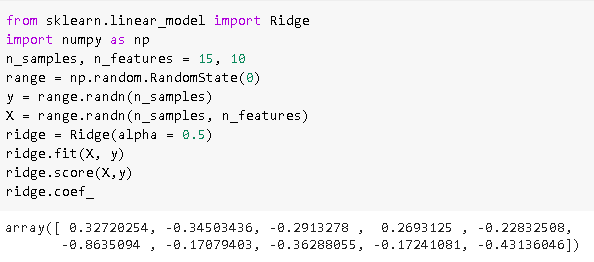 from sklearn.linear_model import Ridge
import numpy as np
n_samples, n_features = 15, 10
range = np.random.RandomState(0)
y = range.randn(n_samples)
X = range.randn(n_samples, n_features)
ridge = Ridge(alpha = 0.5)
ridge.fit(X, y)
ridge.score(X,y)
ridge.coef_
array([ 0.32720254, -0.34503436, -0.2913278 ,  0.2693125 , -0.22832508,
       -0.8635094 , -0.17079403, -0.36288055, -0.17241081, -0.43136046])